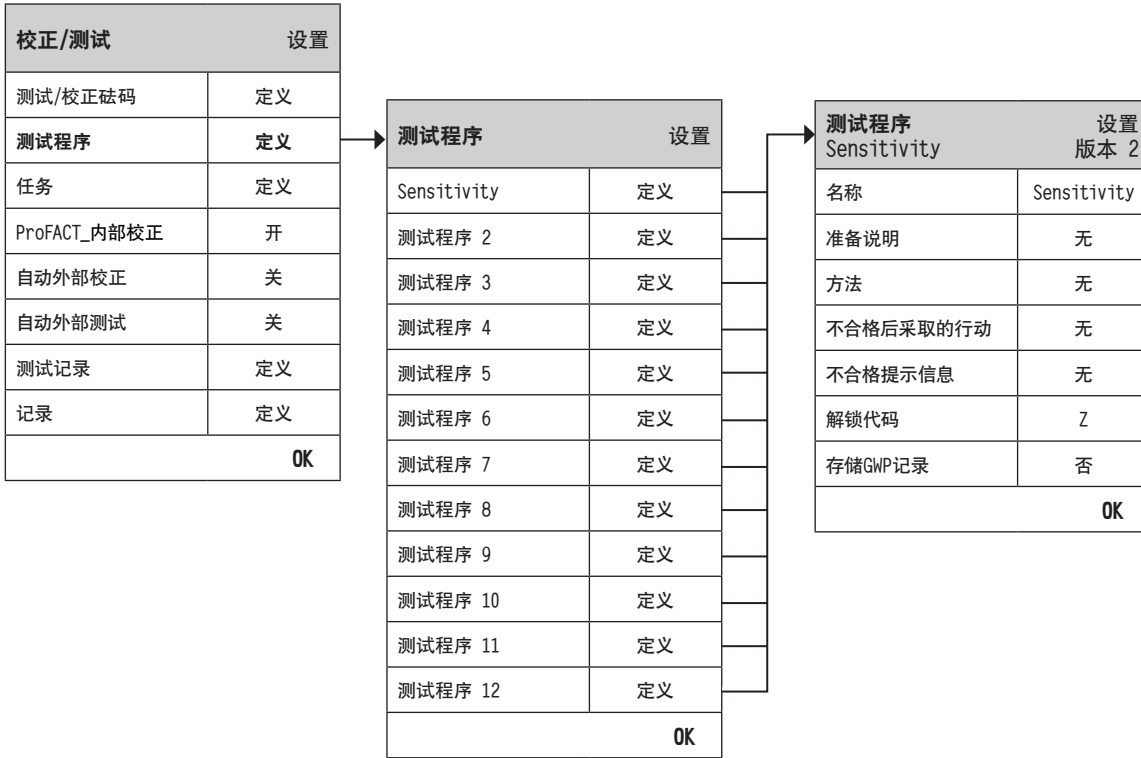 校正/测试 设置
测试/校正砝码 定义
测试程序 定义
任务 定义
ProFACT_内部校正 开
自动外部校正 关
自动外部测试 关
测试记录 定义
记录 定义
OK
测试程序 设置
Sensitivity 定义
测试程序 2 定义
测试程序 3 定义
测试程序 4 定义
测试程序 5 定义
测试程序 6 定义
测试程序 7 定义
测试程序 8 定义
测试程序 9 定义
测试程序 10 定义
测试程序 11 定义
测试程序 12 定义
OK
测试程序 设置
Sensitivity 版本 2
名称 Sensitivity
准备说明 无
方法 无
不合格后采取的行动 无
不合格提示信息 无
解锁代码 Z
存储GWP记录 否
OK